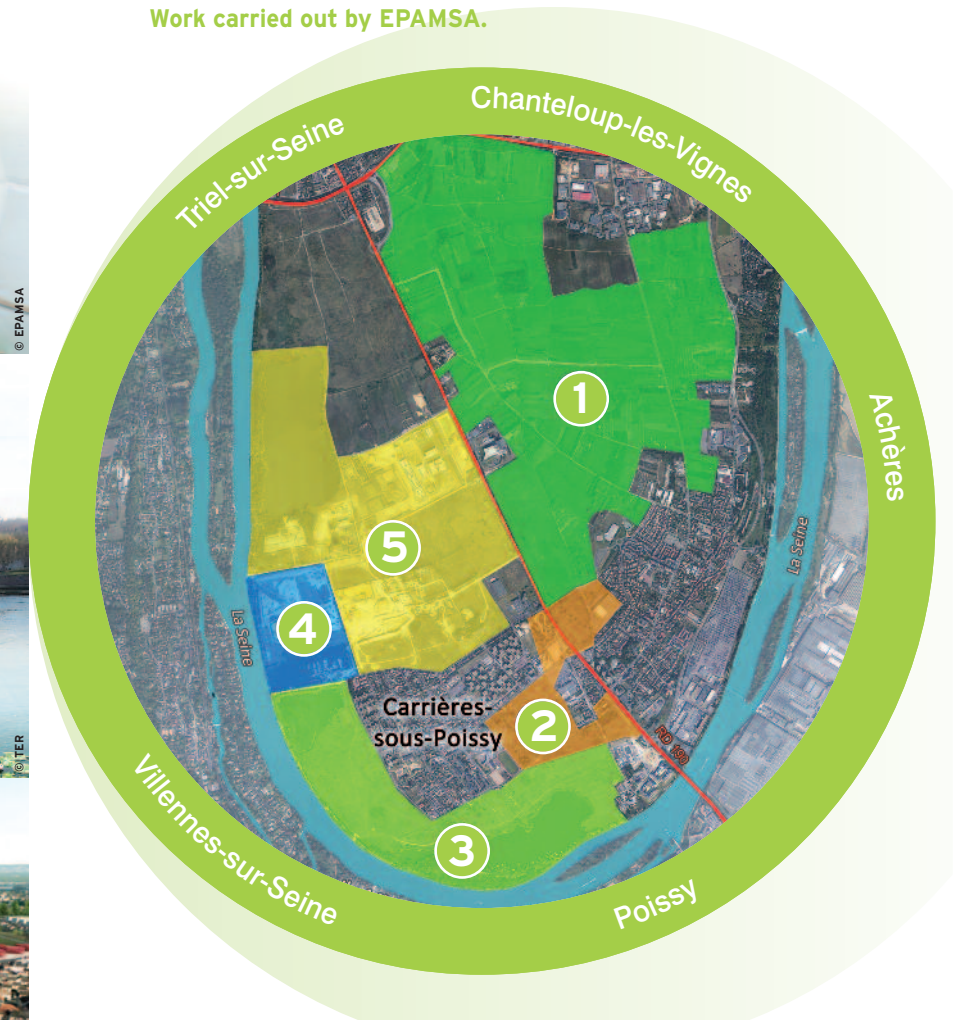 Work carried out by EPAMSA.
Chanteloup-les-Vignes
Triel-sur-Seine
© EPAMSA
1
Achères
5
La Seine
4
La Seine
Carrières-
sous-Poissy
2
RD 190
© TER
Villennes-sur-Seine
3
Poissy